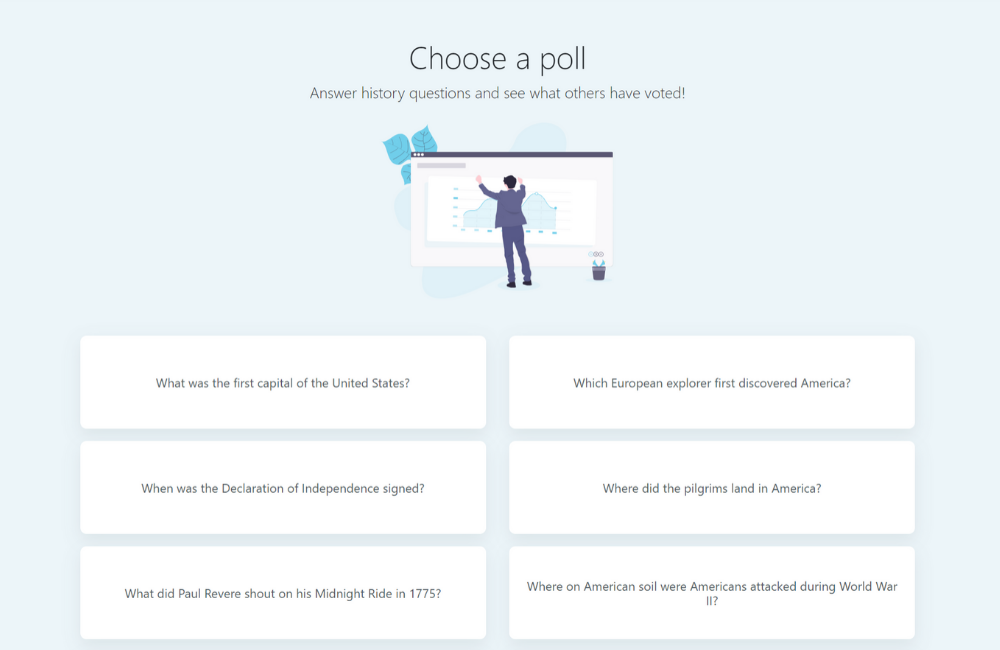 Choose a poll
Answer history questions and see what others have voted!
What was the first capital of the United States?
Which European explorer first discovered America?
When was the Declaration of Independence signed?
Where did the pilgrims land in America?
What did Paul Revere shout on his Midnight Ride in 1775?
Where on American soil were Americans attacked during World War
II?